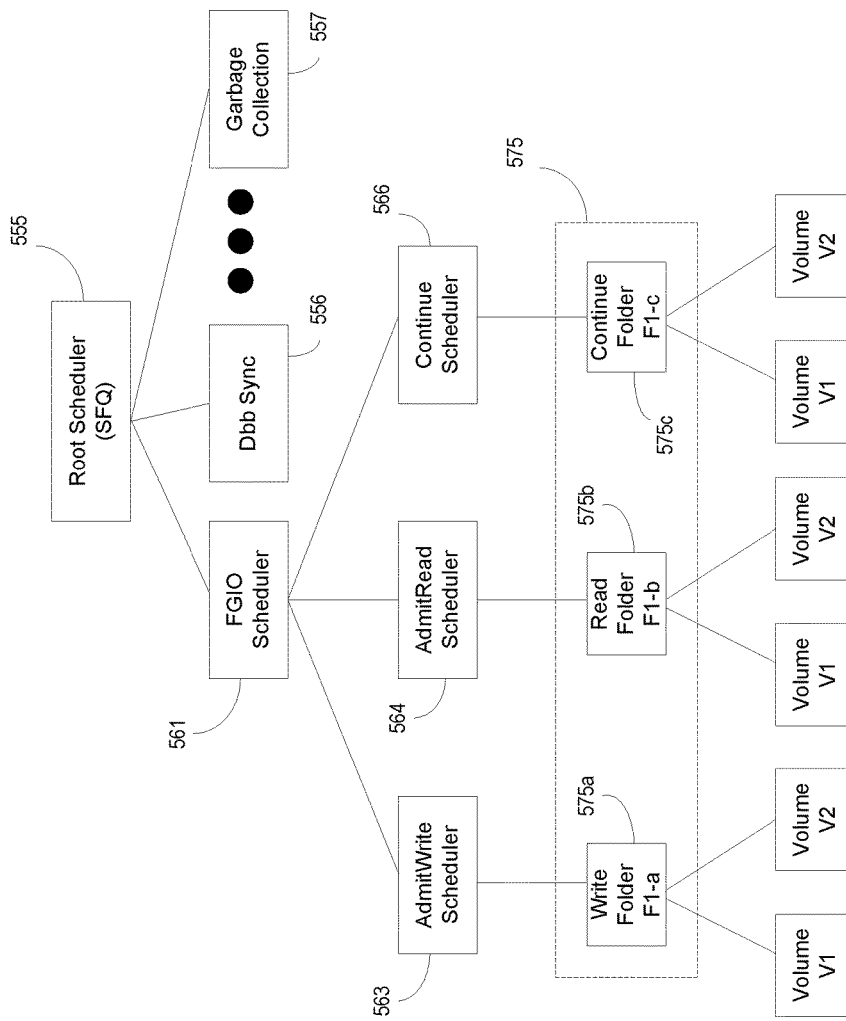 555
Root Scheduler
(SFQ)
561
FGIO
Scheduler
Dbb Sync
556
Garbage
Collection
557
563
AdmitWrite
Scheduler
564
AdmitRead
Scheduler
Continue
Scheduler
566
575
575a
Write
Folder
F1-a
575b
Read
Folder
F1-b
575c
Continue
Folder
F1-c
Volume
V1
Volume
V2
Volume
V1
Volume
V2
Volume
V1
Volume
V2